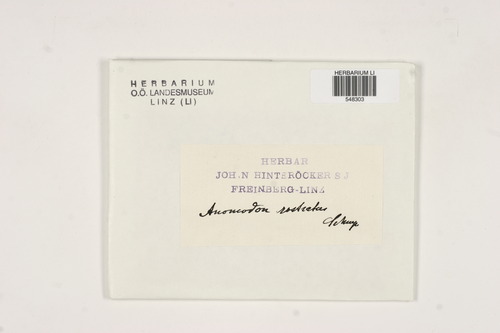 HERBARIUM
O.Ö. LANDESMUSEUM
LINZ (LI)
HERBARIUM LI
548303
HERBAR
JOH.N HINTERÖCKER S J
FREINBERG-LINZ
Anomodon rostratus
Schimp